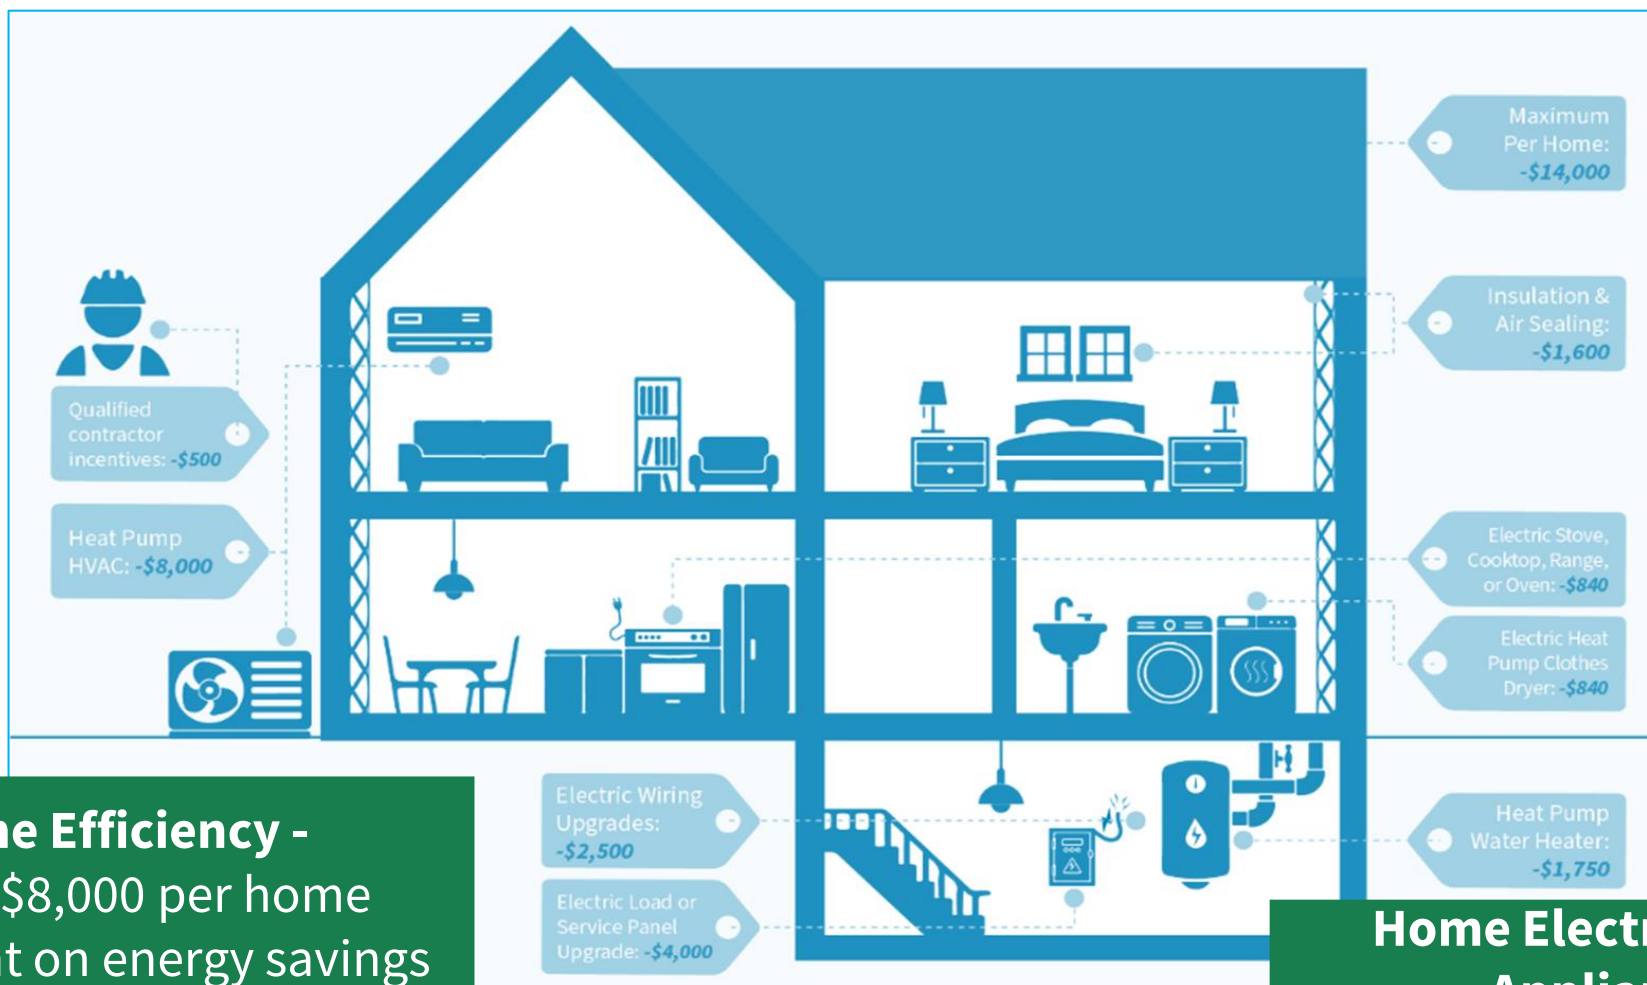 Maximum
Per Home:
-$14,000
Insulation &
Air Sealing:
-$1,600
Qualified
contractor
incentives: -$500
Heat Pump
HVAC: -$8,000
Electric Stove,
Cooktop, Range,
or Oven: -$840
Electric Heat
Pump Clothes
Dryer: -$840
Electric Wiring
Upgrades:
-$2,500
Electric Load or
Service Panel
Upgrade: -$4,000
Heat Pump
Water Heater:
-$1,750
Efficiency -
$8,000 per home
on energy savings
Home